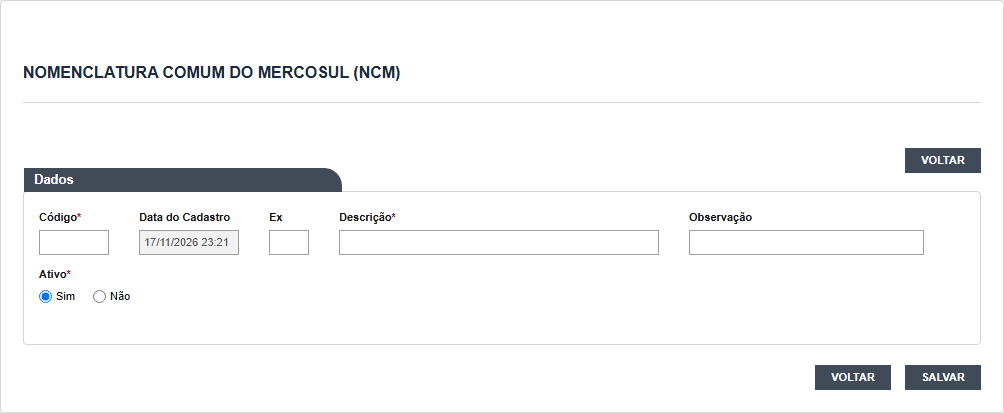 NOMENCLATURA COMUM DO MERCOSUL (NCM)
VOLTAR
Dados
Código* Data do Cadastro Ex Descrição* Observação
17/11/2026 23:21
Ativo*
Sim Não
VOLTAR SALVAR